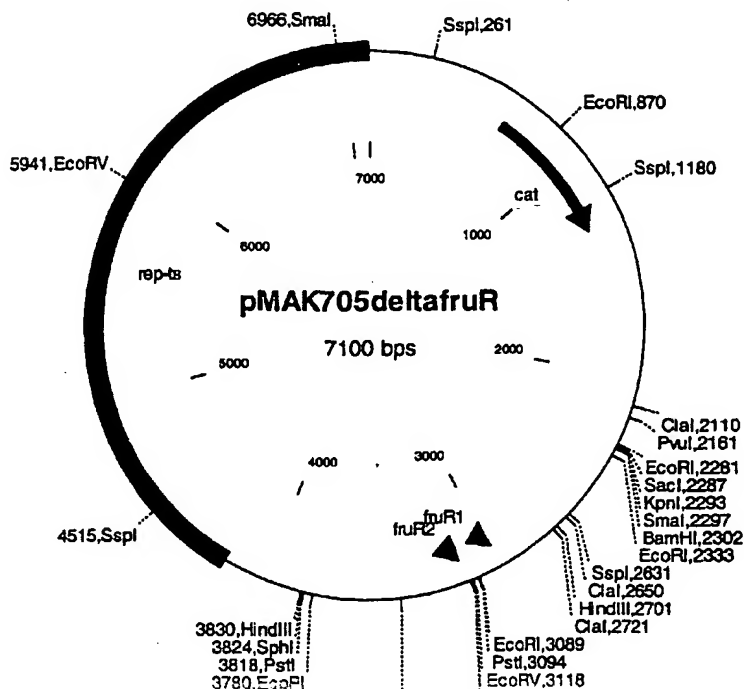 6966,SmaI
SspI,261
EcoRI,870
5941,EcoRV
SspI,1180
7000
cat
1000
6000
rep-ts
pMAK705deltafruR
7100 bps
2000
5000
ClaI,2110
PvuI,2161
4000
3000
EcoRI,2281
SacI,2287
KpnI,2293
SmaI,2297
fruR1
fruR2
BamHI,2302
EcoRI,2333
4515,SspI
SspI,2631
ClaI,2650
HindIII,2701
ClaI,2721
3830,HindIII
3824,SphI
3818,PstI
3780,EcoRI
EcoRI,3089
PstI,3094
EcoRV,3118